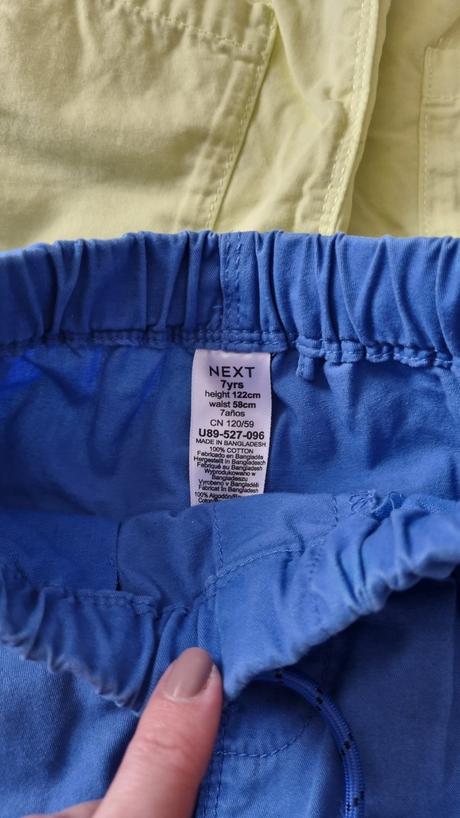 NEXT
7yrs
height 122cm
waist 58cm
7años
CN 120/59
U89-527-096
MADE IN BANGLADESH
100% COTTON
Fabricado en Bangladés
Hergestellt in Bangladesch
Fabriqué au Bangladesh
Wyprodukowano w
Bangladeszu
Vyrobeno v Bangladéši
Fabricat în Bangladesh
100% Algodón/